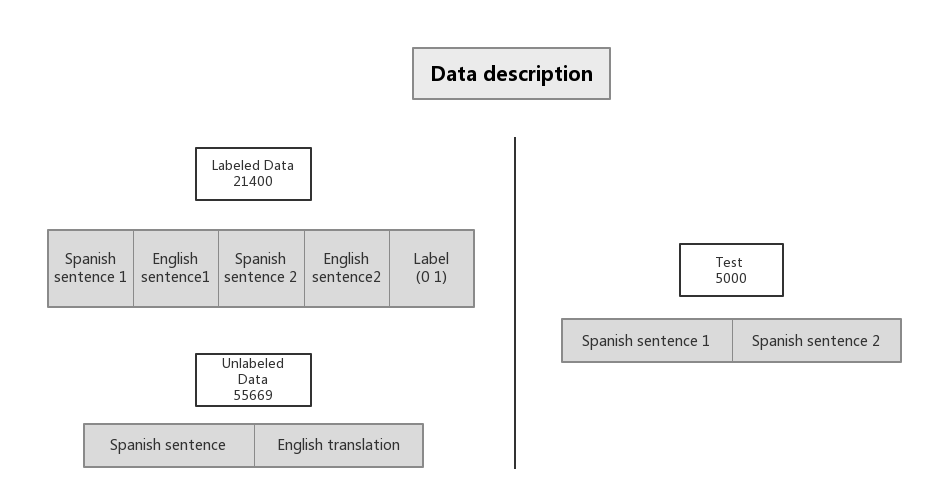 Data description
Labeled Data
21400
Spanish
sentence 1
English
sentence1
Spanish
sentence 2
English
sentence2
Label
(0 1)
Unlabeled
Data
55669
Spanish sentence
English translation
Test
5000
Spanish sentence 1
Spanish sentence 2